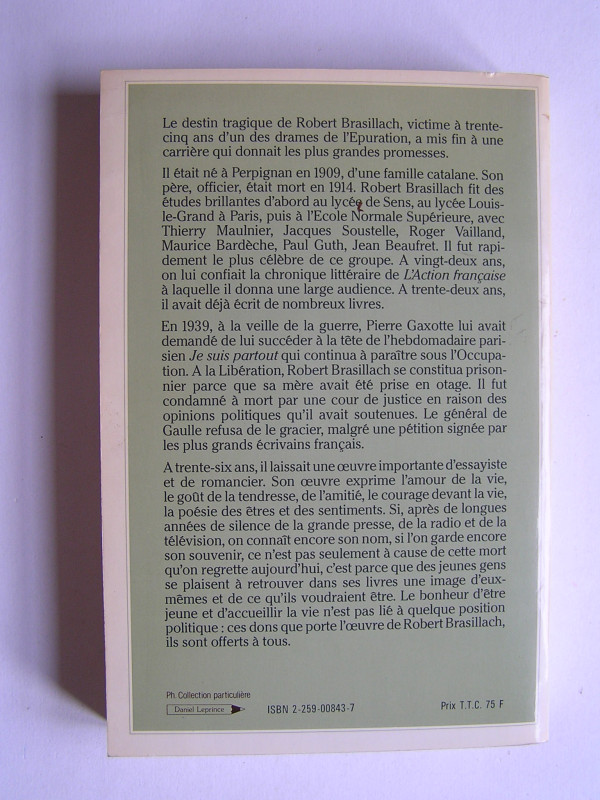 Le destin tragique de Robert Brasillach, victime à trente-
cinq ans d'un des drames de l'Epuration, a mis fin à une
carrière qui donnait les plus grandes promesses.
Il était né à Perpignan en 1909, d'une famille catalane. Son
père, officier, était mort en 1914. Robert Brasillach fit des
études brillantes d'abord au lycée de Sens, au lycée Louis-
le-Grand à Paris, puis à l'Ecole Normale Supérieure, avec
Thierry Maulnier, Jacques Soustelle, Roger Vailland,
Maurice Bardèche, Paul Guth, Jean Beaufret. Il fut rapi-
dement le plus célèbre de ce groupe. A vingt-deux ans,
on lui confiait la chronique littéraire de L'Action française
à laquelle il donna une large audience. A trente-deux ans,
il avait déjà écrit de nombreux livres.
En 1939, à la veille de la guerre, Pierre Gaxotte lui avait
demandé de lui succéder à la tête de l'hebdomadaire pari-
sien Je suis partout qui continua à paraître sous l'Occupa-
tion. A la Libération, Robert Brasillach se constitua prison-
nier parce que sa mère avait été prise en otage. Il fut
condamné à mort par une cour de justice en raison des
opinions politiques qu'il avait soutenues. Le général de
Gaulle refusa de le gracier, malgré une pétition signée par
les plus grands écrivains français.
A trente-six ans, il laissait une œuvre importante d'essayiste
et de romancier. Son œuvre exprime l'amour de la vie,
le goût de la tendresse, de l'amitié, le courage devant la vie,
la poésie des êtres et des sentiments. Si, après de longues
années de silence de la grande presse, de la radio et de la
télévision, on connaît encore son nom, si l'on garde encore
son souvenir, ce n'est pas seulement à cause de cette mort
qu'on regrette aujourd'hui, c'est parce que des jeunes gens
se plaisent à retrouver dans ses livres une image d'eux-
mêmes et de ce qu'ils voudraient être. Le bonheur d'être
jeune et d'accueillir la vie n'est pas lié à quelque position
politique : ces dons que porte l'œuvre de Robert Brasillach,
ils sont offerts à tous.
Ph. Collection particulière
Daniel Leprince
ISBN 2-259-00843-7
Prix T.T.C. 75 F